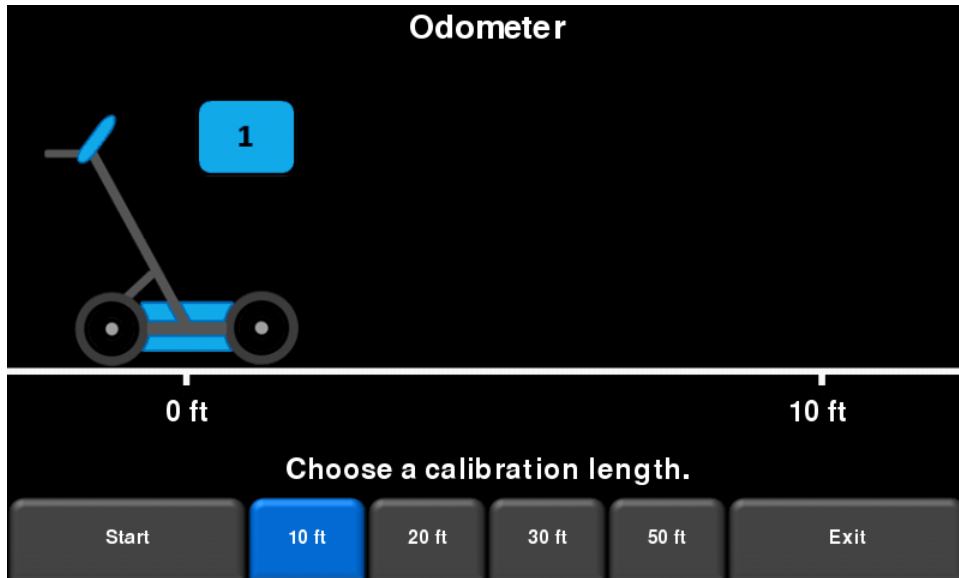 Odometer
1
0 ft 10 ft
Choose a calibration length.
Start 10 ft 20 ft 30 ft 50 ft Exit